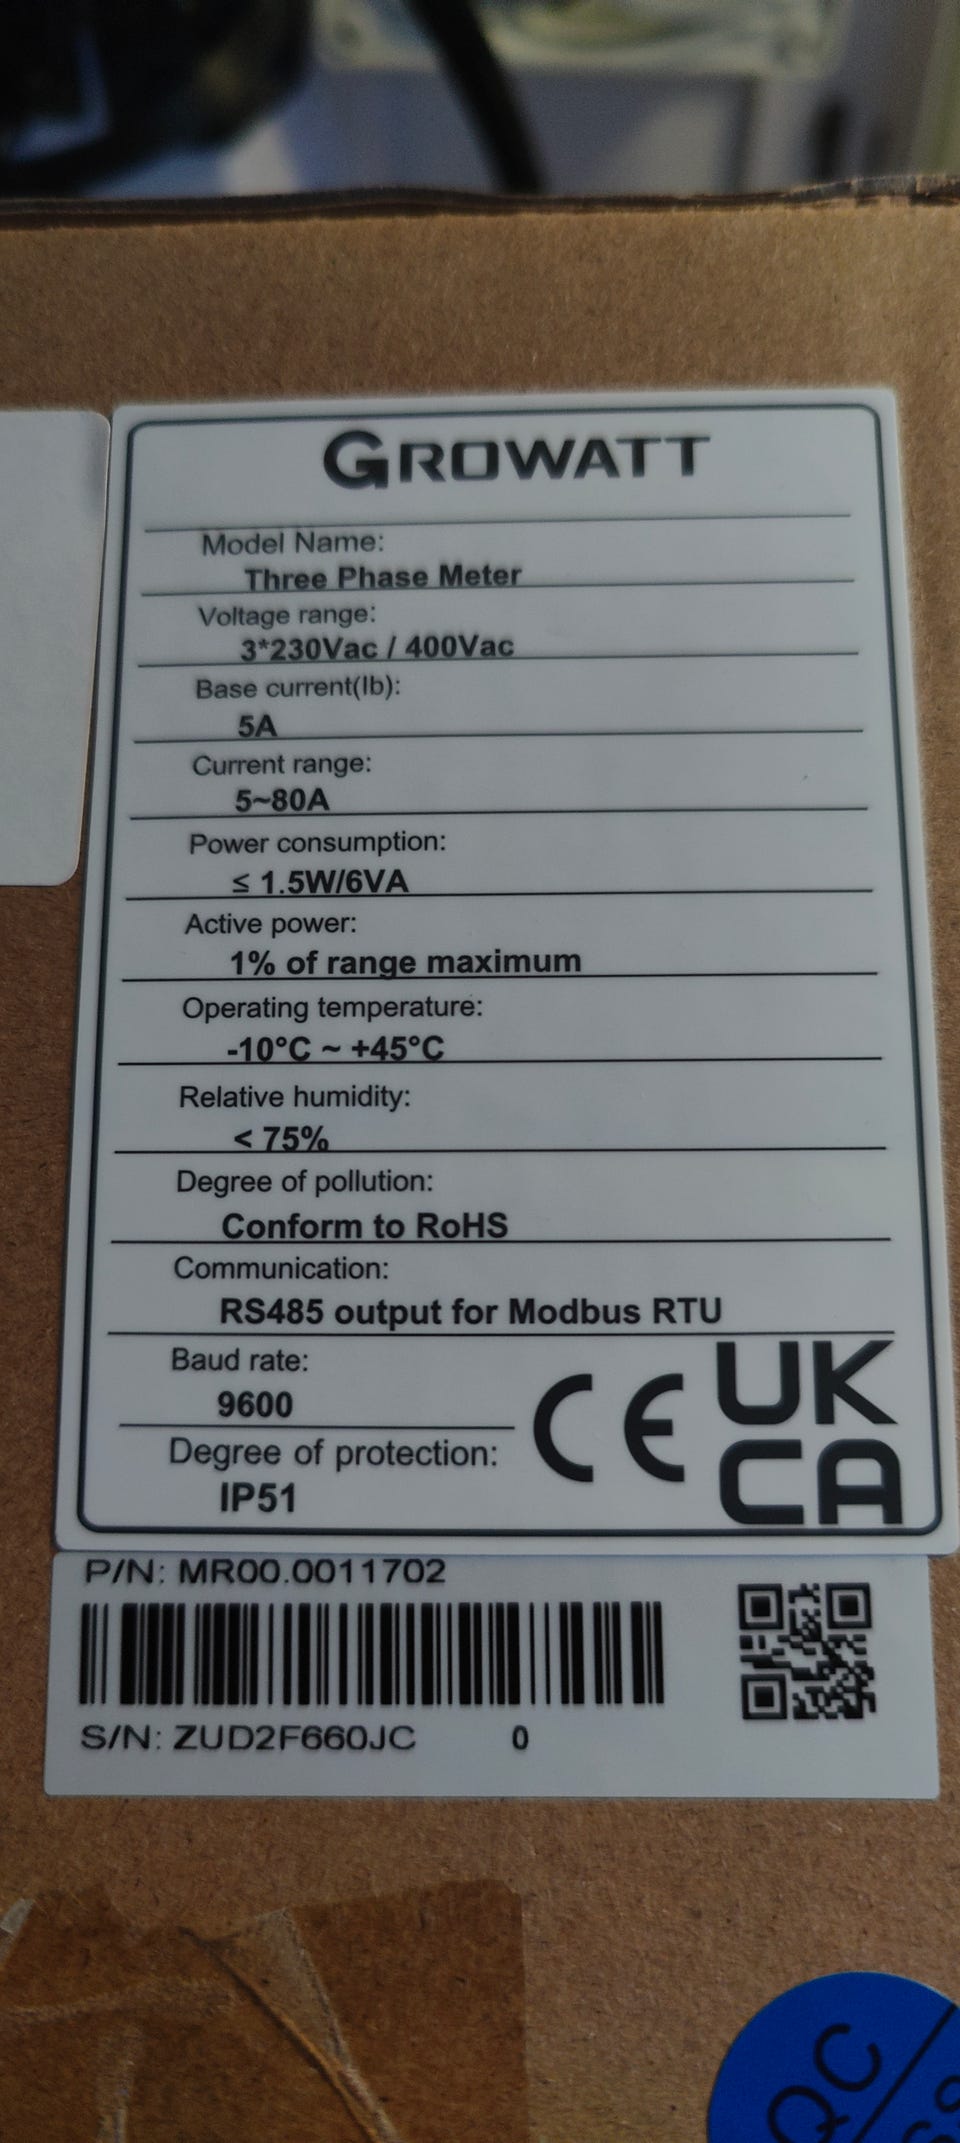 GROWATT
Model Name:
Three Phase Meter
Voltage range:
3*230Vac / 400Vac
Base current(Ib):
5A
Current range:
5~80A
Power consumption:
≤ 1.5W/6VA
Active power:
1% of range maximum
Operating temperature:
-10°C ~ +45°C
Relative humidity:
< 75%
Degree of pollution:
Conform to RoHS
Communication:
RS485 output for Modbus RTU
Baud rate:
9600
Degree of protection:
IP51
CE
UK
CA
P/N: MR00.0011702
S/N: ZUD2F660JC 0
QC